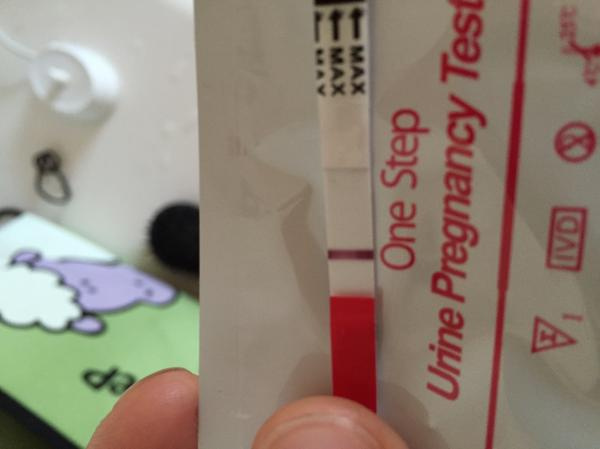 MAX
MAX
MAX
One Step
Urine Pregnancy Test
IVD